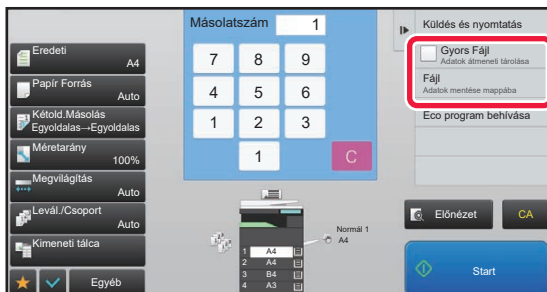 Másolatszám 1
Eredeti
A4
Papír Forrás
Auto
Kétold.Másolás
Egyoldalas→Egyoldalas
Méretarány
100%
Megvilágítás
Auto
Levál./Csoport
Auto
Kimeneti tálca
Egyéb
7 8 9
4 5 6
1 2 3
1 C
Normál 1
A4
1 A4
2 A4
3 B4
4 A3
Küldés és nyomtatás
Gyors Fájl
Adatok átmeneti tárolása
Fájl
Adatok mentése mappába
Eco program behívása
Előnézet
CA
Start